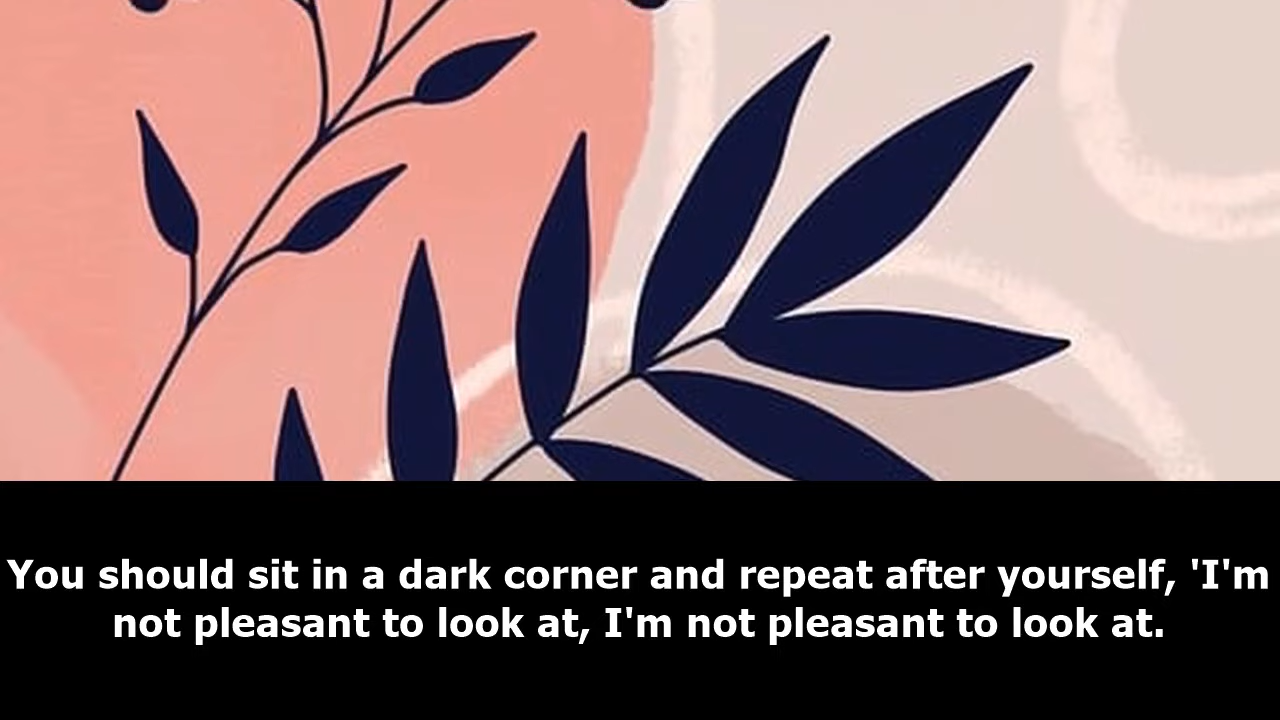 You should sit in a dark corner and repeat after yourself, 'I'm
not pleasant to look at, I'm not pleasant to look at.